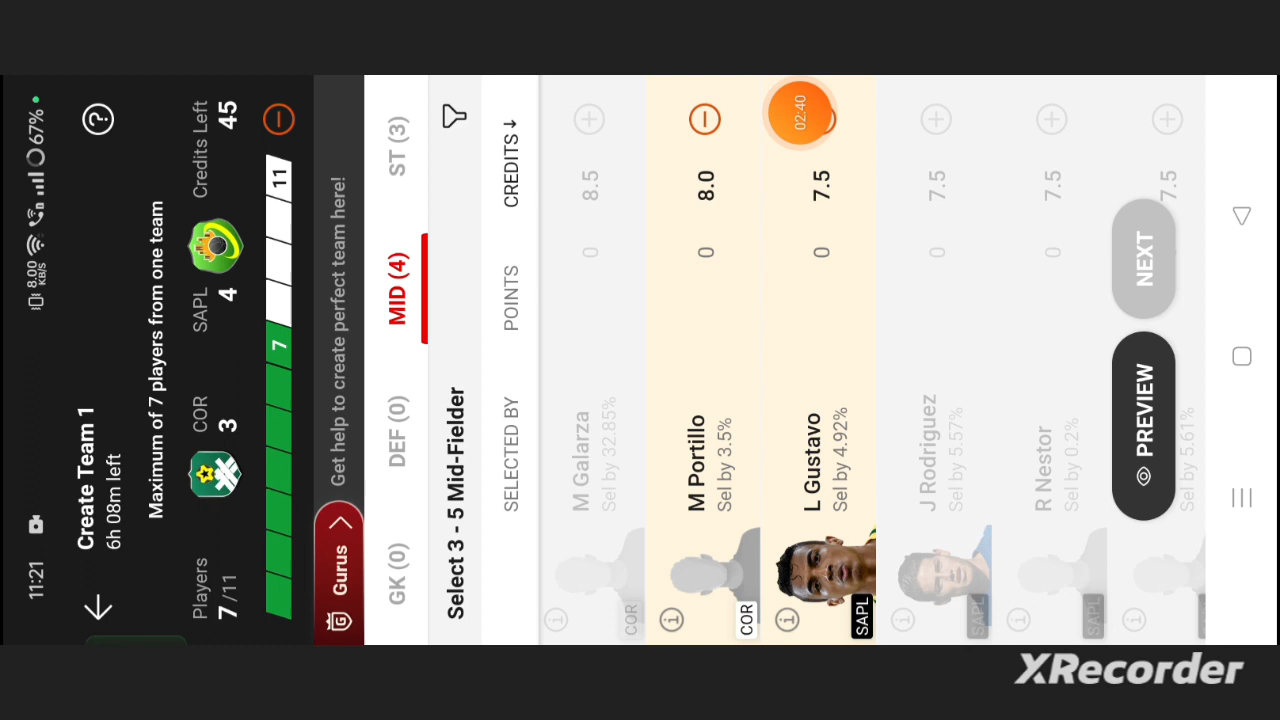 11:21
8.00 KB/S
67%
Create Team 1
6h 08m left
Maximum of 7 players from one team
Players
7 /11
COR
3
SAPL
4
Credits Left
45
7
11
Gurus
Get help to create perfect team here!
GK (0)
DEF (0)
MID (4)
ST (3)
Select 3 - 5 Mid-Fielder
SELECTED BY
POINTS
CREDITS ↓
COR
M Galarza
Sel by 32.85%
0
8.5
COR
M Portillo
Sel by 3.5%
0
8.0
SAPL
L Gustavo
Sel by 4.92%
0
7.5
02:40
SAPL
J Rodriguez
Sel by 5.57%
0
7.5
SAPL
R Nestor
Sel by 0.2%
0
7.5
Sel by 5.61%
7.5
PREVIEW
NEXT
XRecorder